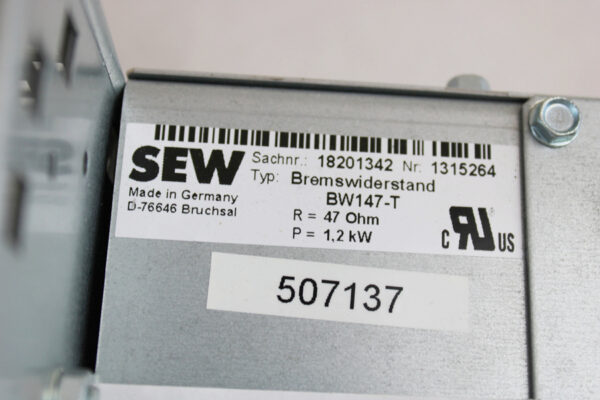 SEW Sachnr.: 18201342 Nr: 1315264
Typ: Bremswiderstand
BW147-T
Made in Germany
D-76646 Bruchsal
R = 47 Ohm
P = 1,2 kW
c RU US
507137